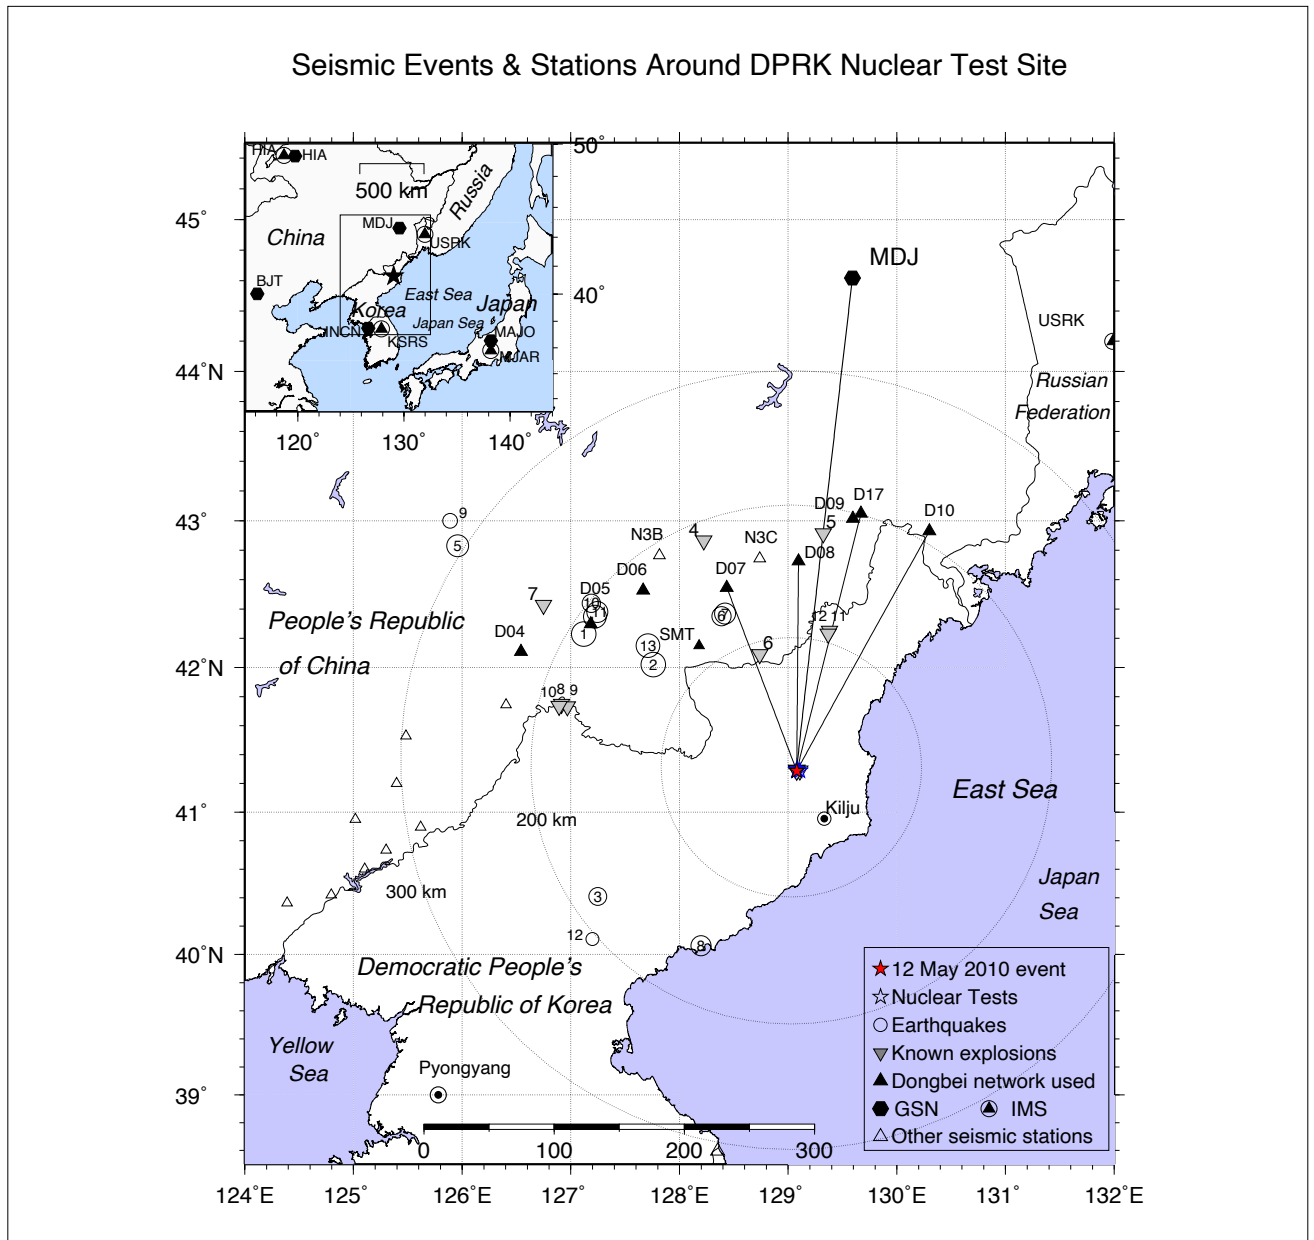 Seismic Events & Stations Around DPRK Nuclear Test Site
HIA
HIA
500 km
Russia
China
MDJ
USRK
BJT
East Sea
Korea
Japan Sea
Japan
INCN
KSRS
MAJO
MJAR
50°
40°
120°
130°
140°
45°
44°N
43°
42°N
41°
40°N
39°
MDJ
USRK
Russian
Federation
D09
D17
D10
5
9
5
4
N3B
N3C
D06
D07
D08
D05
10
11
7
1
D04
13
2
SMT
6
7
12
11
6
10
8
9
People's Republic
of China
Kilju
East Sea
200 km
300 km
Japan
Sea
3
12
8
Democratic People's
Republic of Korea
Yellow
Sea
Pyongyang
12 May 2010 event
Nuclear Tests
Earthquakes
Known explosions
Dongbei network used
GSN
IMS
Other seismic stations
0
100
200
300
124°E
125°
126°E
127°
128°E
129°
130°E
131°
132°E